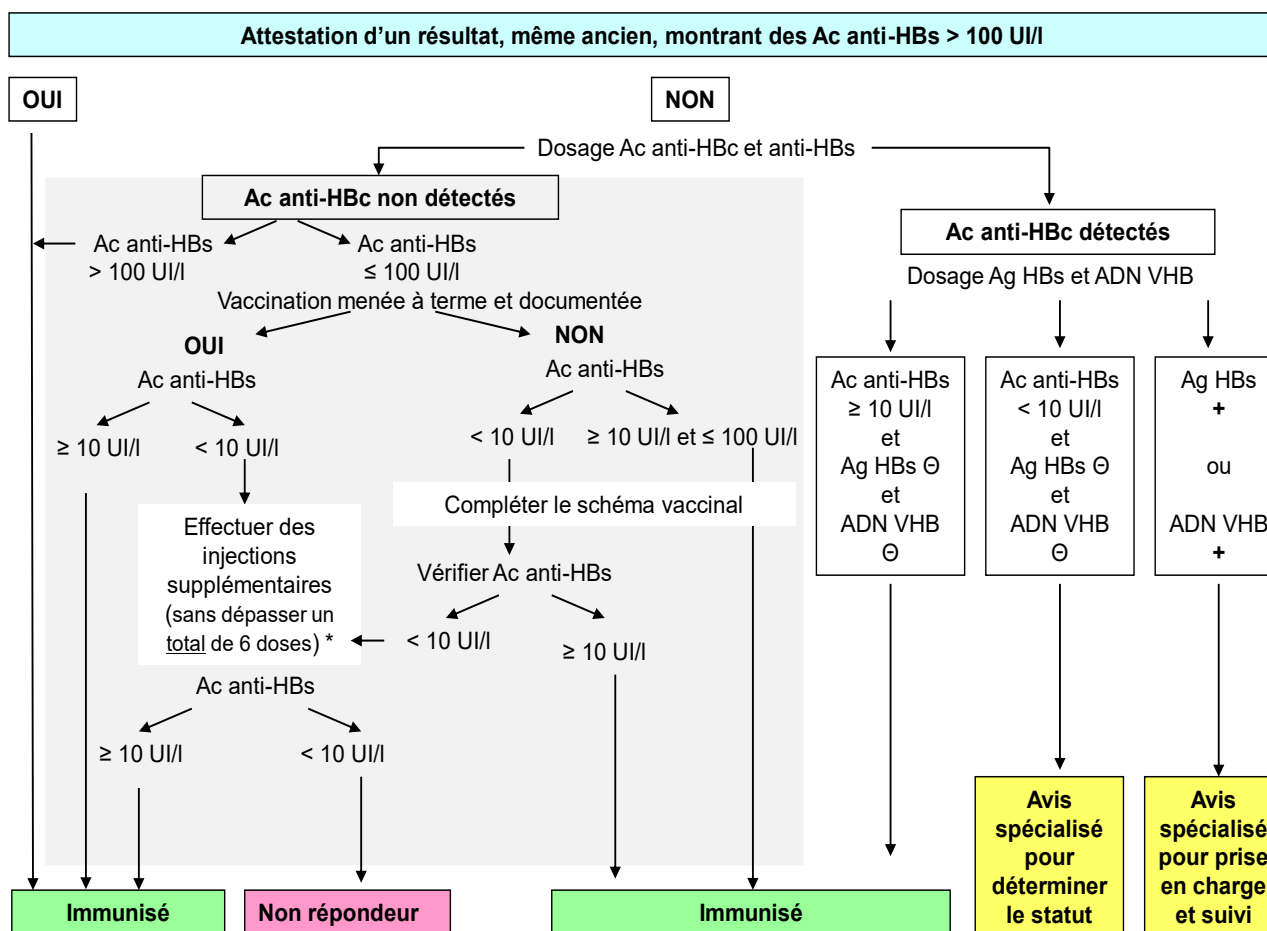 Attestation d'un résultat, même ancien, montrant des Ac anti-HBs > 100 UI/l
OUI
NON
Dosage Ac anti-HBc et anti-HBs
Ac anti-HBc non détectés
Ac anti-HBs
> 100 UI/l
Ac anti-HBs
≤ 100 UI/l
Vaccination menée à terme et documentée
OUI
Ac anti-HBs
≥ 10 UI/l
< 10 UI/l
NON
Ac anti-HBs
< 10 UI/l
≥ 10 UI/l et ≤ 100 UI/l
Compléter le schéma vaccinal
Vérifier Ac anti-HBs
< 10 UI/l
≥ 10 UI/l
Effectuer des
injections
supplémentaires
(sans dépasser un
total de 6 doses) *
Ac anti-HBs
≥ 10 UI/l
< 10 UI/l
Ac anti-HBc détectés
Dosage Ag HBs et ADN VHB
Ac anti-HBs
≥ 10 UI/l
et
Ag HBs Θ
et
ADN VHB
Θ
Ac anti-HBs
< 10 UI/l
et
Ag HBs Θ
et
ADN VHB
Θ
Ag HBs
+
ou
ADN VHB
+
Immunisé
Non répondeur
Immunisé
Avis
spécialisé
pour
déterminer
le statut
Avis
spécialisé
pour prise
en charge
et suivi